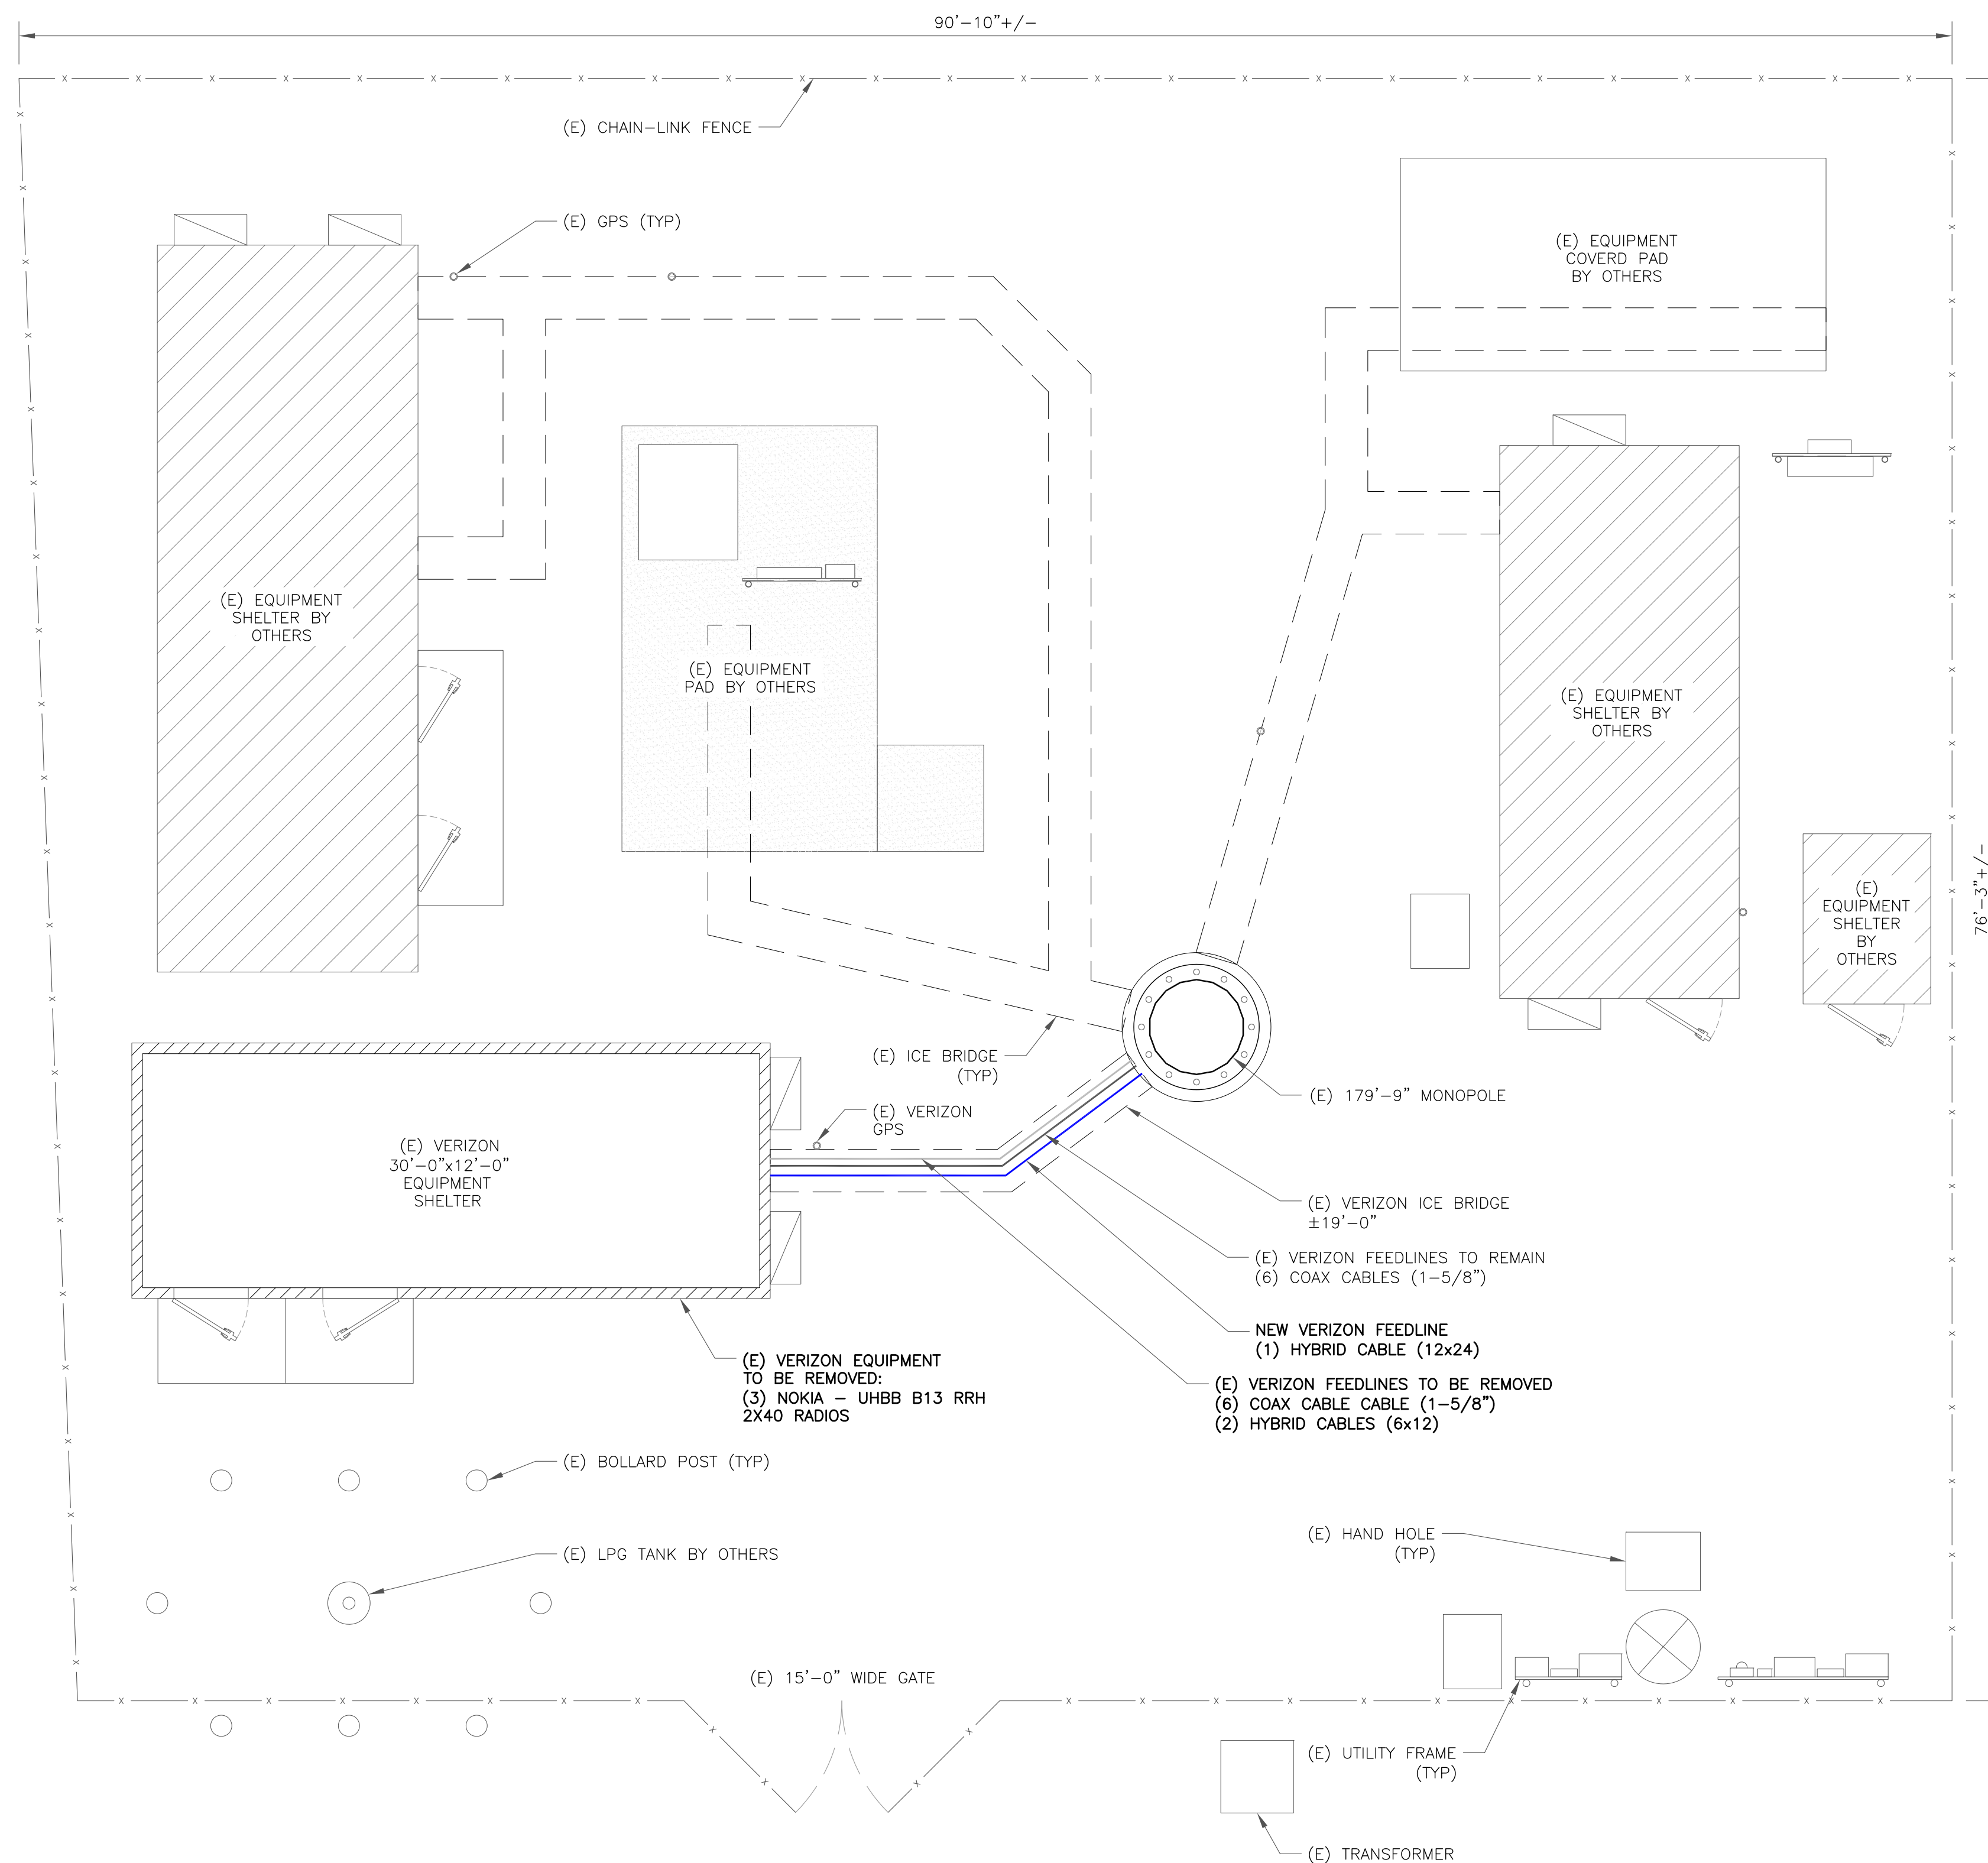 90'-10"+/-
(E) CHAIN-LINK FENCE
(E) GPS (TYP)
(E) EQUIPMENT
COVERD PAD
BY OTHERS
(E) EQUIPMENT
SHELTER BY
OTHERS
(E) EQUIPMENT
PAD BY OTHERS
(E) EQUIPMENT
SHELTER BY
OTHERS
(E)
EQUIPMENT
SHELTER
BY
OTHERS
76'-3"+/-
(E) ICE BRIDGE
(TYP)
(E) 179'-9" MONOPOLE
(E) VERIZON
GPS
(E) VERIZON
30'-0"x12'-0"
EQUIPMENT
SHELTER
(E) VERIZON ICE BRIDGE
±19'-0"
(E) VERIZON FEEDLINES TO REMAIN
(6) COAX CABLES (1-5/8")
NEW VERIZON FEEDLINE
(1) HYBRID CABLE (12x24)
(E) VERIZON EQUIPMENT
TO BE REMOVED:
(3) NOKIA - UHBB B13 RRH
2X40 RADIOS
(E) VERIZON FEEDLINES TO BE REMOVED
(6) COAX CABLE CABLE (1-5/8")
(2) HYBRID CABLES (6x12)
(E) BOLLARD POST (TYP)
(E) HAND HOLE
(TYP)
(E) LPG TANK BY OTHERS
(E) 15'-0" WIDE GATE
(E) UTILITY FRAME
(TYP)
(E) TRANSFORMER